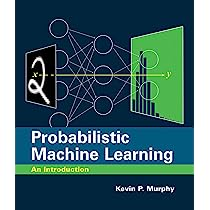 x y
Probabilistic
Machine Learning
An Introduction
Kevin P. Murphy